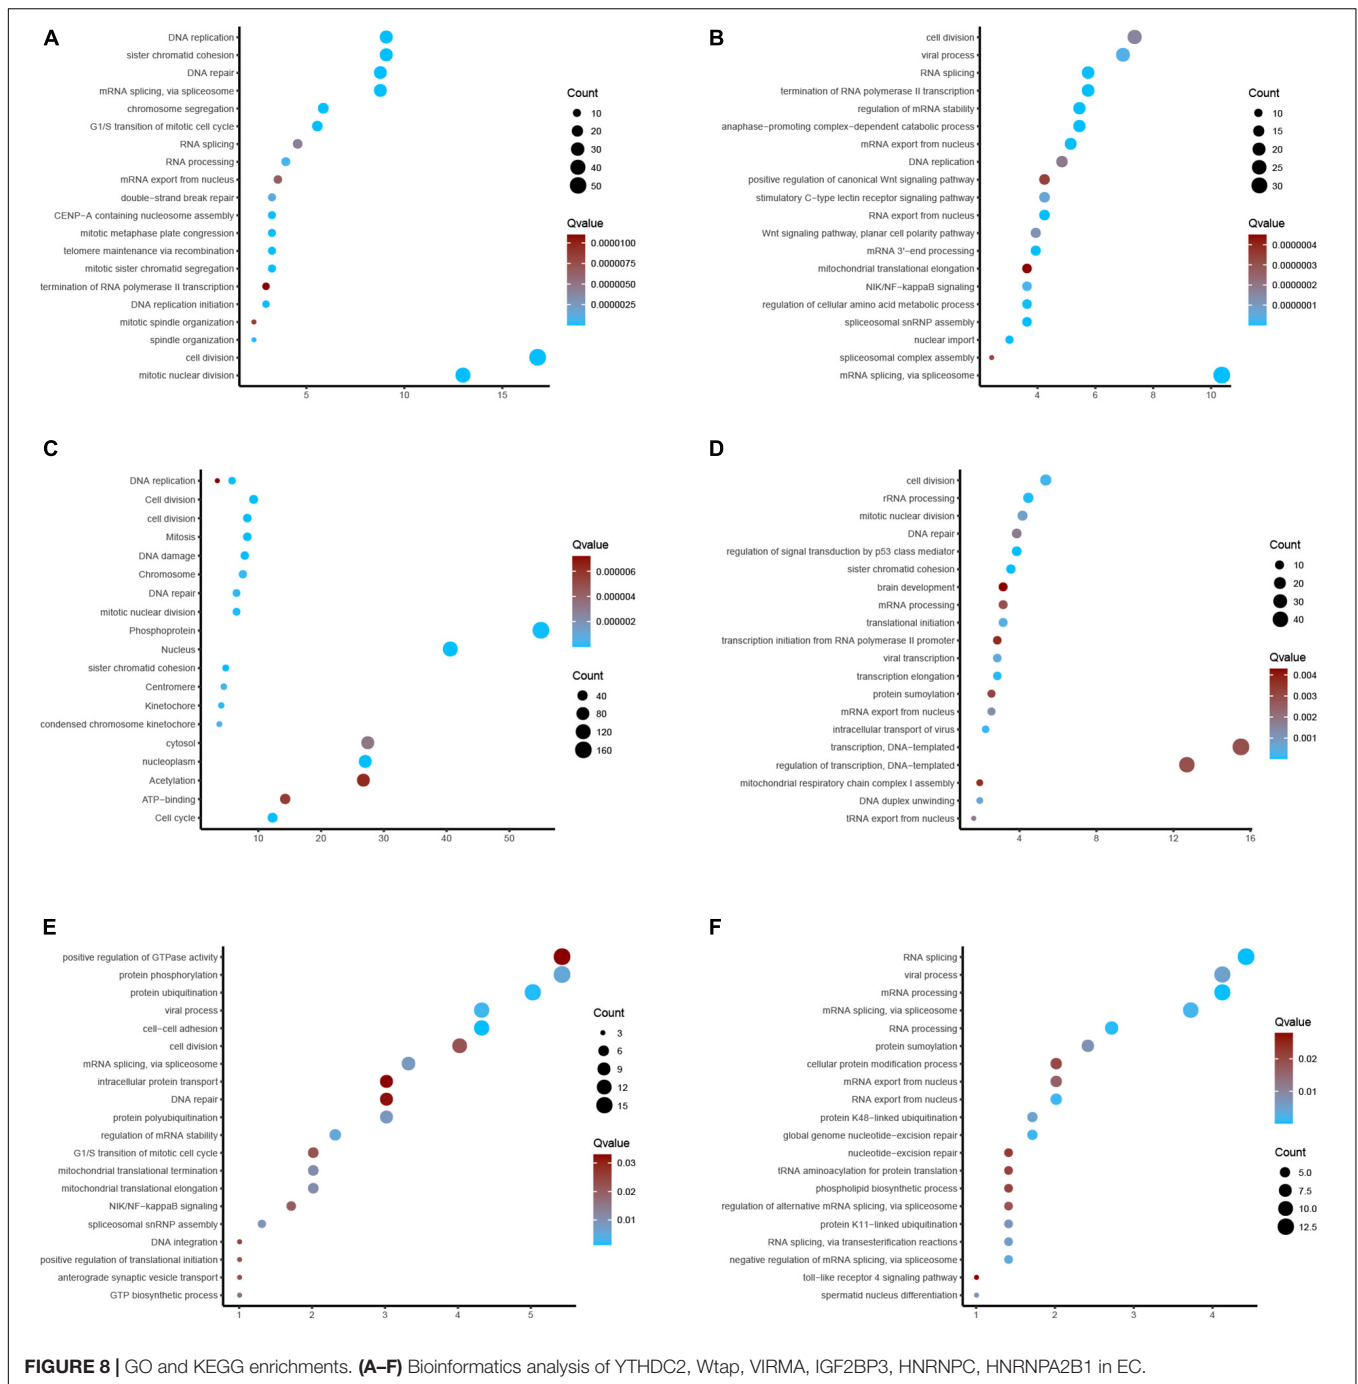 A
DNA replication
sister chromatid cohesion
DNA repair
mRNA splicing, via spliceosome
chromosome segregation
G1/S transition of mitotic cell cycle
RNA splicing
RNA processing
mRNA export from nucleus
double−strand break repair
CENP−A containing nucleosome assembly
mitotic metaphase plate congression
telomere maintenance via recombination
mitotic sister chromatid segregation
termination of RNA polymerase II transcription
DNA replication initiation
mitotic spindle organization
spindle organization
cell division
mitotic nuclear division
5 10 15
Count
10
20
30
40
50
Qvalue
0.0000100
0.0000075
0.0000050
0.0000025
B
cell division
viral process
RNA splicing
termination of RNA polymerase II transcription
regulation of mRNA stability
anaphase−promoting complex−dependent catabolic process
mRNA export from nucleus
DNA replication
positive regulation of canonical Wnt signaling pathway
stimulatory C−type lectin receptor signaling pathway
RNA export from nucleus
Wnt signaling pathway, planar cell polarity pathway
mRNA 3'−end processing
mitochondrial translational elongation
NIK/NF−kappaB signaling
regulation of cellular amino acid metabolic process
spliceosomal snRNP assembly
nuclear import
spliceosomal complex assembly
mRNA splicing, via spliceosome
4 6 8 10
Count
10
15
20
25
30
Qvalue
0.0000004
0.0000003
0.0000002
0.0000001
C
DNA replication
Cell division
cell division
Mitosis
DNA damage
Chromosome
DNA repair
mitotic nuclear division
Phosphoprotein
Nucleus
sister chromatid cohesion
Centromere
Kinetochore
condensed chromosome kinetochore
cytosol
nucleoplasm
Acetylation
ATP−binding
Cell cycle
10 20 30 40 50
Qvalue
0.000006
0.000004
0.000002
Count
40
80
120
160
D
cell division
rRNA processing
mitotic nuclear division
DNA repair
regulation of signal transduction by p53 class mediator
sister chromatid cohesion
brain development
mRNA processing
translational initiation
transcription initiation from RNA polymerase II promoter
viral transcription
transcription elongation
protein sumoylation
mRNA export from nucleus
intracellular transport of virus
transcription, DNA−templated
regulation of transcription, DNA−templated
mitochondrial respiratory chain complex I assembly
DNA duplex unwinding
tRNA export from nucleus
4 8 12 16
Count
10
20
30
40
Qvalue
0.004
0.003
0.002
0.001
E
positive regulation of GTPase activity
protein phosphorylation
protein ubiquitination
viral process
cell−cell adhesion
cell division
mRNA splicing, via spliceosome
intracellular protein transport
DNA repair
protein polyubiquitination
regulation of mRNA stability
G1/S transition of mitotic cell cycle
mitochondrial translational termination
mitochondrial translational elongation
NIK/NF−kappaB signaling
spliceosomal snRNP assembly
DNA integration
positive regulation of translational initiation
anterograde synaptic vesicle transport
GTP biosynthetic process
1 2 3 4 5
Count
3
6
9
12
15
Qvalue
0.03
0.02
0.01
F
RNA splicing
viral process
mRNA processing
mRNA splicing, via spliceosome
RNA processing
protein sumoylation
cellular protein modification process
mRNA export from nucleus
RNA export from nucleus
protein K48−linked ubiquitination
global genome nucleotide−excision repair
nucleotide−excision repair
tRNA aminoacylation for protein translation
phospholipid biosynthetic process
regulation of alternative mRNA splicing, via spliceosome
protein K11−linked ubiquitination
RNA splicing, via transesterification reactions
negative regulation of mRNA splicing, via spliceosome
toll−like receptor 4 signaling pathway
spermatid nucleus differentiation
1 2 3 4
Qvalue
0.02
0.01
Count
5.0
7.5
10.0
12.5
FIGURE 8 | GO and KEGG enrichments. (A–F) Bioinformatics analysis of YTHDC2, Wtap, VIRMA, IGF2BP3, HNRNPC, HNRNPA2B1 in EC.